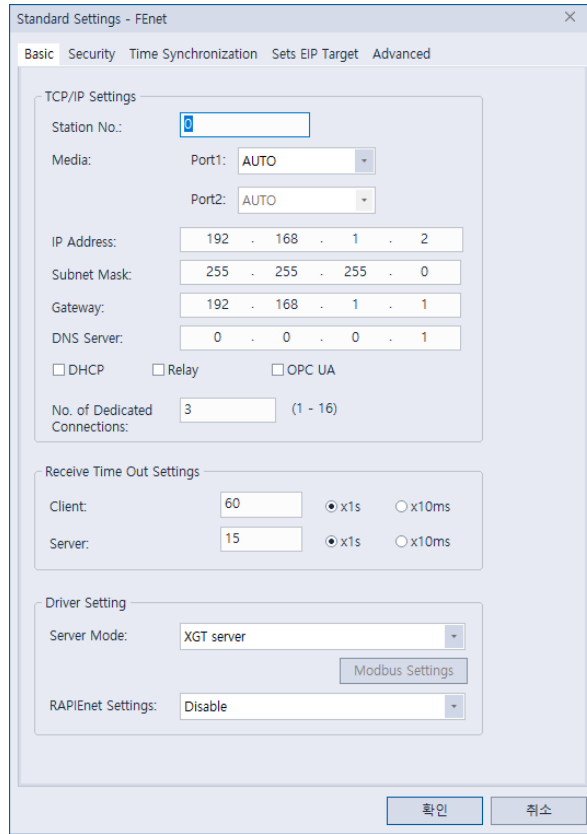 Standard Settings - FEnet
Basic Security Time Synchronization Sets EIP Target Advanced
TCP/IP Settings
Station No.: 0
Media: Port1: AUTO
Port2: AUTO
IP Address: 192 . 168 . 1 . 2
Subnet Mask: 255 . 255 . 255 . 0
Gateway: 192 . 168 . 1 . 1
DNS Server: 0 . 0 . 0 . 1
DHCP Relay OPC UA
No. of Dedicated 3 (1 - 16)
Connections:
Receive Time Out Settings
Client: 60 x1s x10ms
Server: 15 x1s x10ms
Driver Setting
Server Mode: XGT server
Modbus Settings
RAPIEnet Settings: Disable
확인 취소